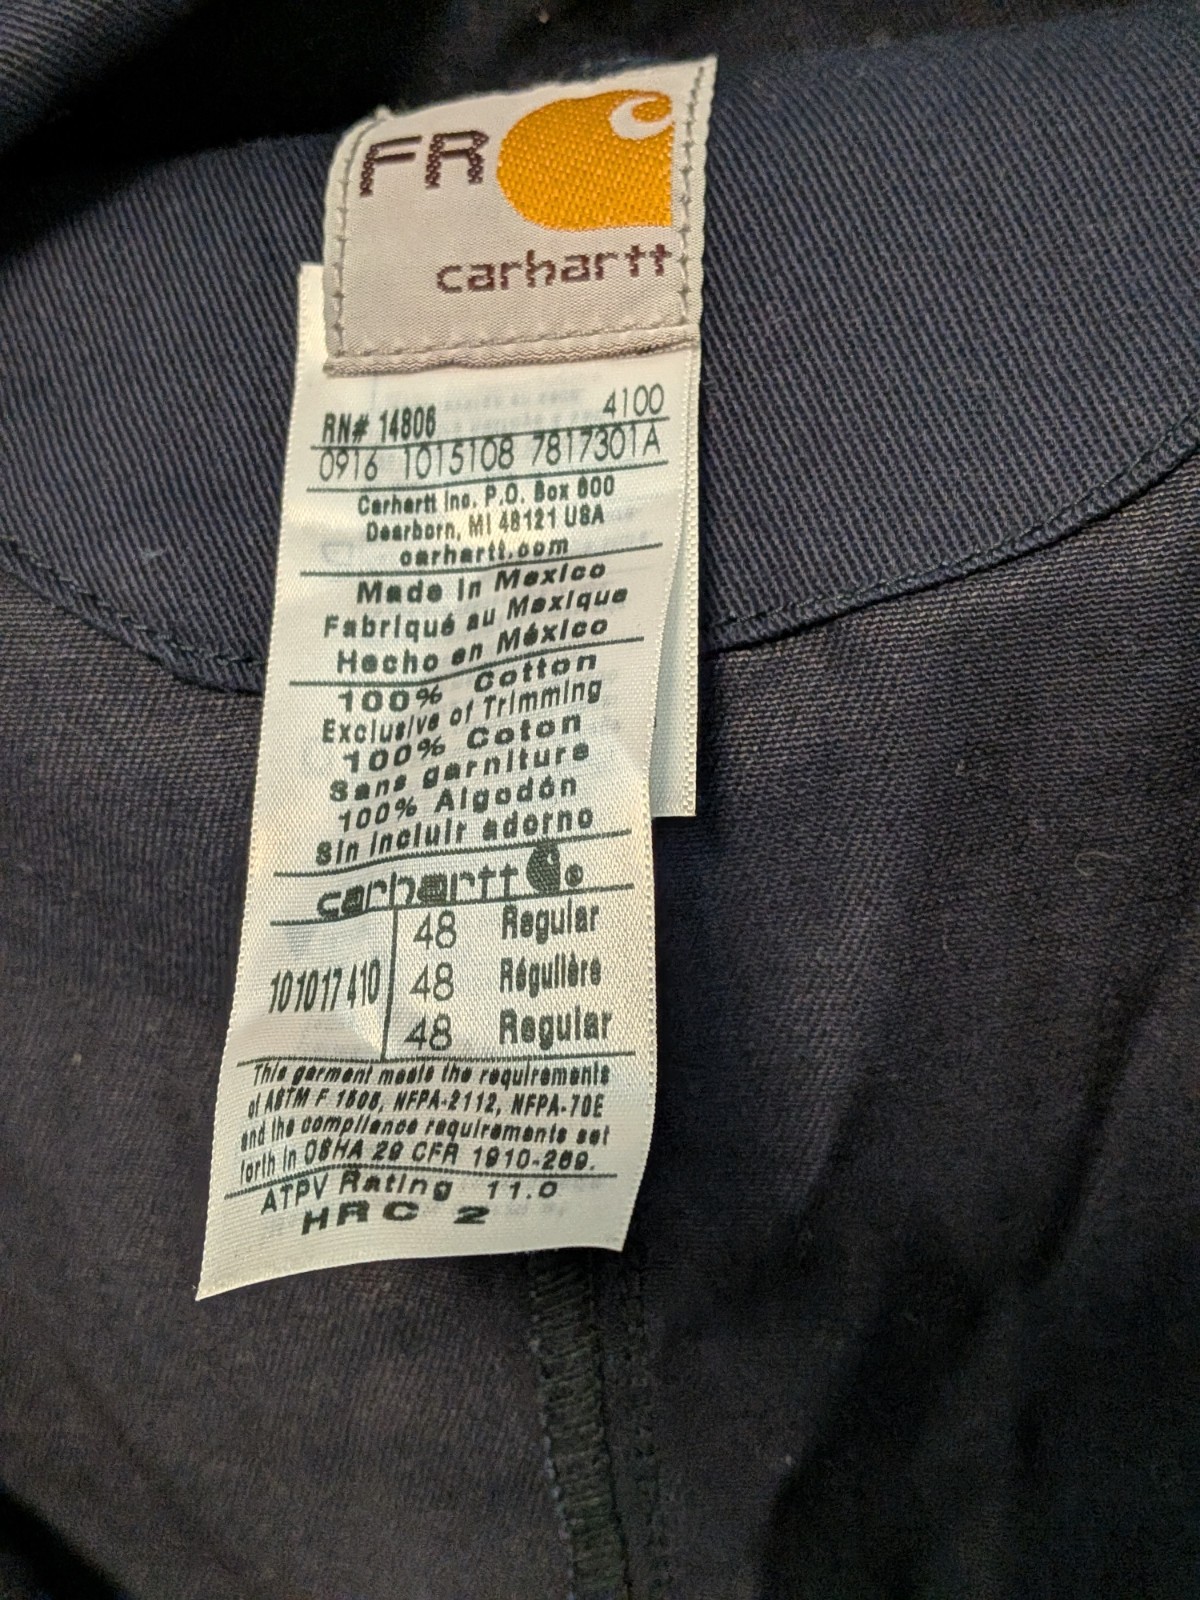 FR
carhartt
RN# 14806 4100
0916 1015108 7817301A
Carhartt Inc. P.O. Box 600
Dearborn, MI 48121 USA
carhartt.com
Made in Mexico
Fabriqué au Mexique
Hecho en México
100% Cotton
Exclusive of Trimming
100% Coton
Sans garniture
100% Algodón
Sin incluir adorno
carhartt ®
101017 410
48 Regular
48 Régulière
48 Regular
This garment meets the requirements
of ASTM F 1506, NFPA-2112, NFPA-70E
and the compliance requirements set
forth in OSHA 29 CFR 1910-269.
ATPV Rating 11.0
HRC 2